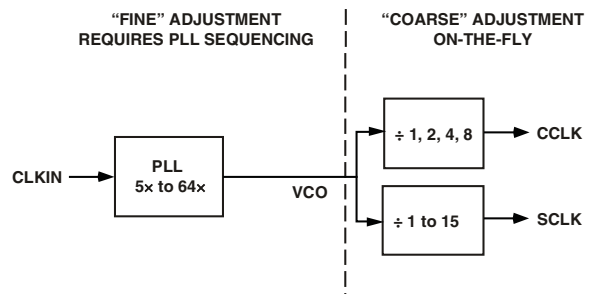 “FINE” ADJUSTMENT
REQUIRES PLL SEQUENCING
“COARSE” ADJUSTMENT
ON-THE-FLY
CLKIN
PLL
5× to 64×
VCO
÷ 1, 2, 4, 8
CCLK
÷ 1 to 15
SCLK